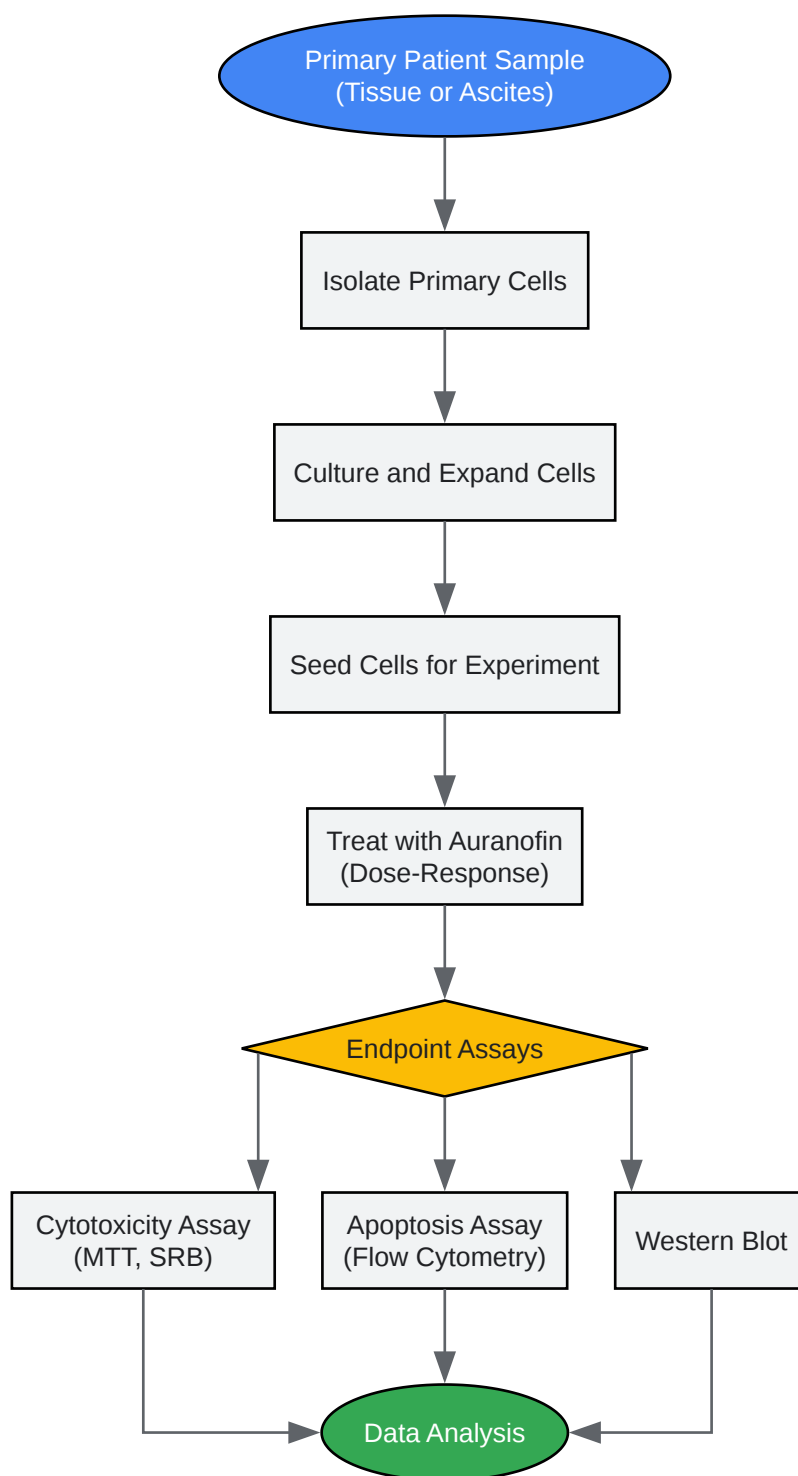 Primary Patient Sample
(Tissue or Ascites)
Isolate Primary Cells
Culture and Expand Cells
Seed Cells for Experiment
Treat with Auranofin
(Dose-Response)
Endpoint Assays
Cytotoxicity Assay
(MTT, SRB)
Apoptosis Assay
(Flow Cytometry)
Western Blot
Data Analysis